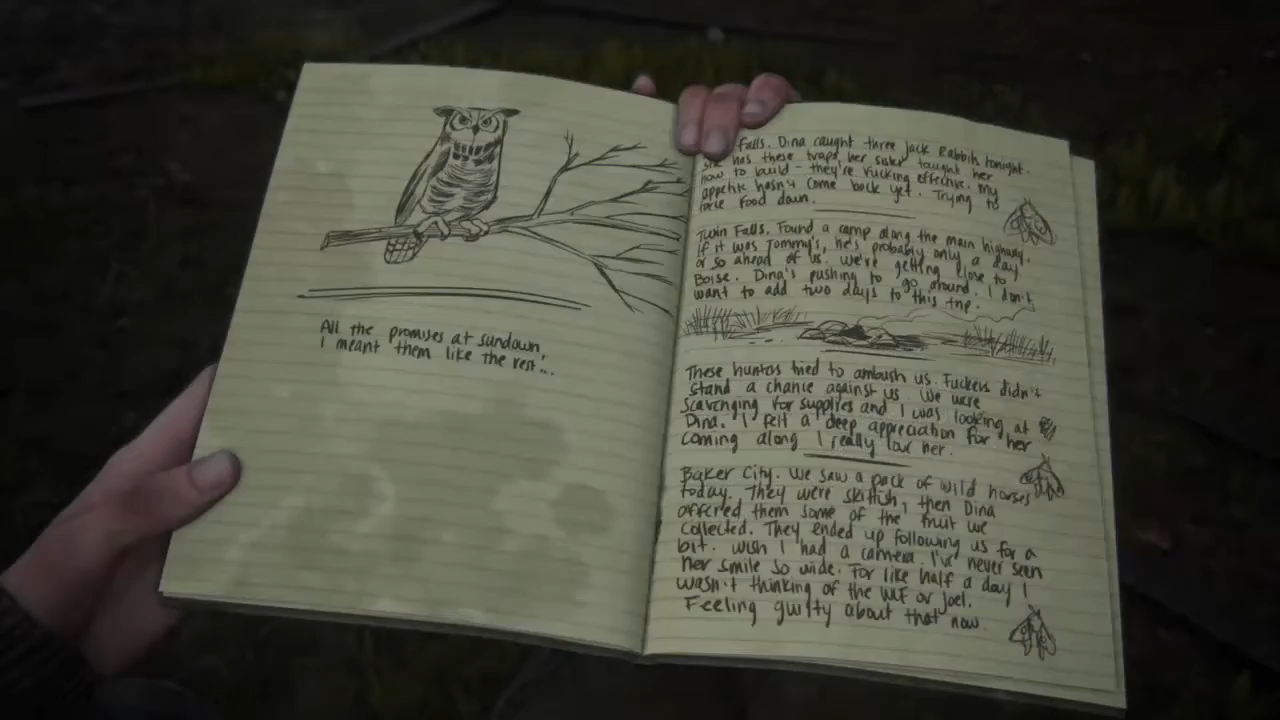 All the promises at sundown,
I meant them like the rest...
Falls. Dina caught three Jack Rabbits tonight.
She has these traps her sister taught her
how to build - they're fucking effective. My
appetite hasn't come back yet. Trying to
force food down.
Twin Falls. Found a camp along the main highway.
If it was Tommy's, he's probably only a day
or so ahead of us. We're getting close to
Boise. Dina's pushing to go around. I don't
want to add two days to this trip.
These hunters tried to ambush us. Fuckers didn't
stand a chance against us. We were
scavenging for supplies and I was looking at
Dina. I felt a deep appreciation for her
coming along. I really love her.
Baker City. We saw a pack of wild horses
today. They were skittish, then Dina
offered them some of the fruit we
collected. They ended up following us for a
bit. Wish I had a camera. I've never seen
her smile so wide. For like half a day I
wasn't thinking of the WLF or Joel.
Feeling guilty about that now.